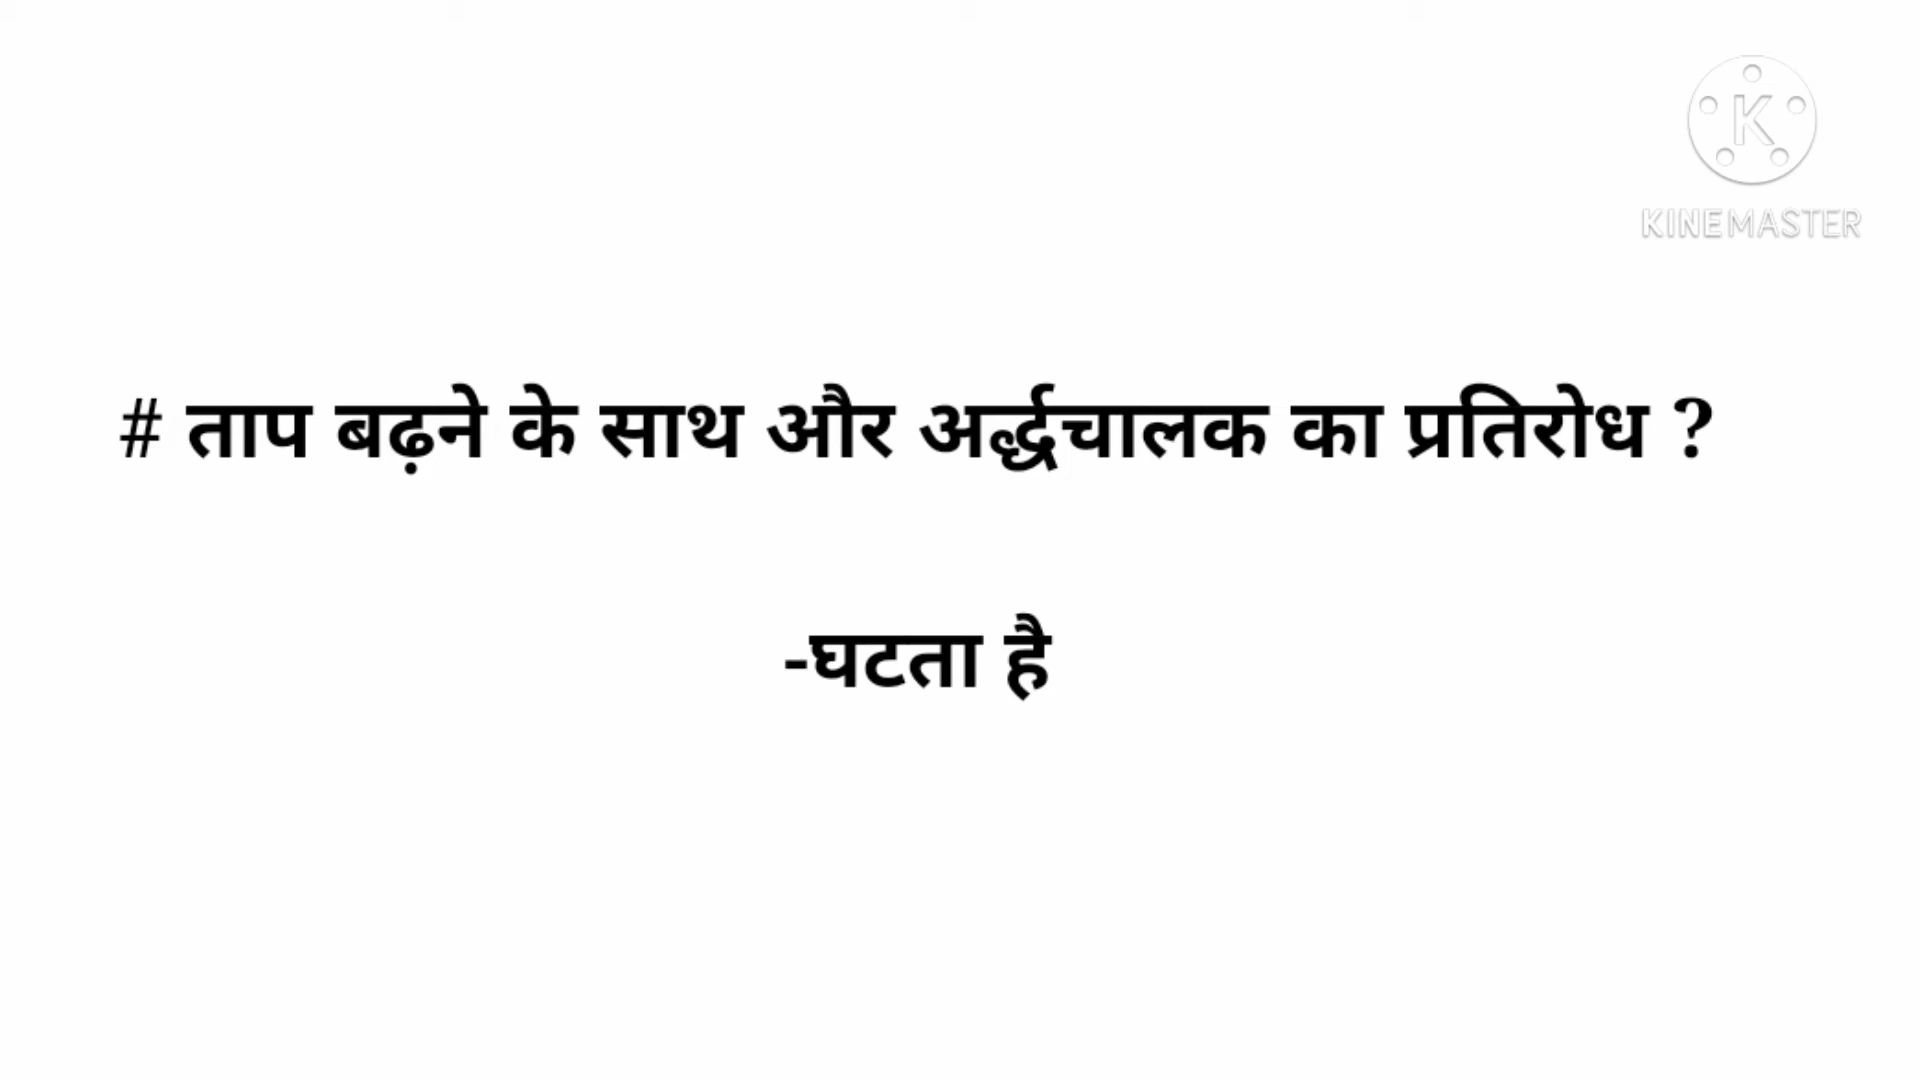 K
KINEMASTER
# ताप बढ़ने के साथ और अर्द्धचालक का प्रतिरोध ?
-घटता है